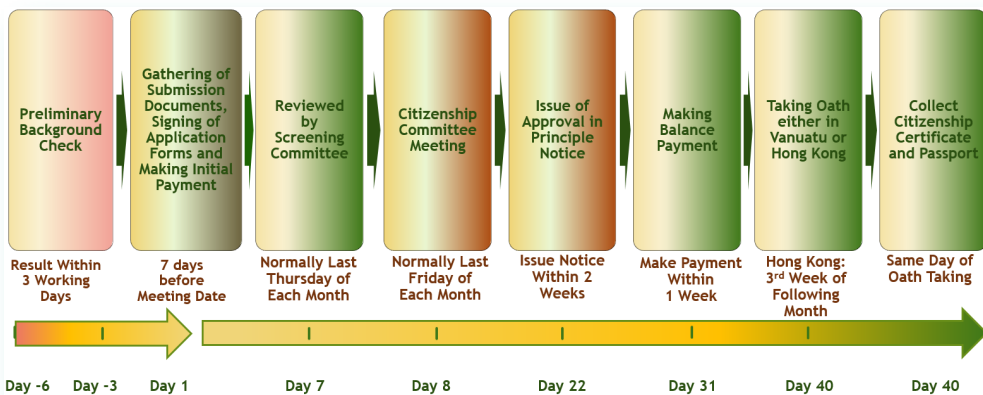 Preliminary
Background
Check
Gathering of
Submission
Documents,
Signing of
Application
Forms and
Making Initial
Payment
Reviewed
by
Screening
Committee
Citizenship
Committee
Meeting
Issue of
Approval in
Principle
Notice
Making
Balance
Payment
Taking Oath
either in
Vanuatu or
Hong Kong
Collect
Citizenship
Certificate
and Passport
Result Within
3 Working
Days
7 days
before
Meeting Date
Normally Last
Thursday of
Each Month
Normally Last
Friday of
Each Month
Issue Notice
Within 2
Weeks
Make Payment
Within
1 Week
Hong Kong:
3rd Week of
Following
Month
Same Day of
Oath Taking
Day -6
Day -3
Day 1
Day 7
Day 8
Day 22
Day 31
Day 40
Day 40